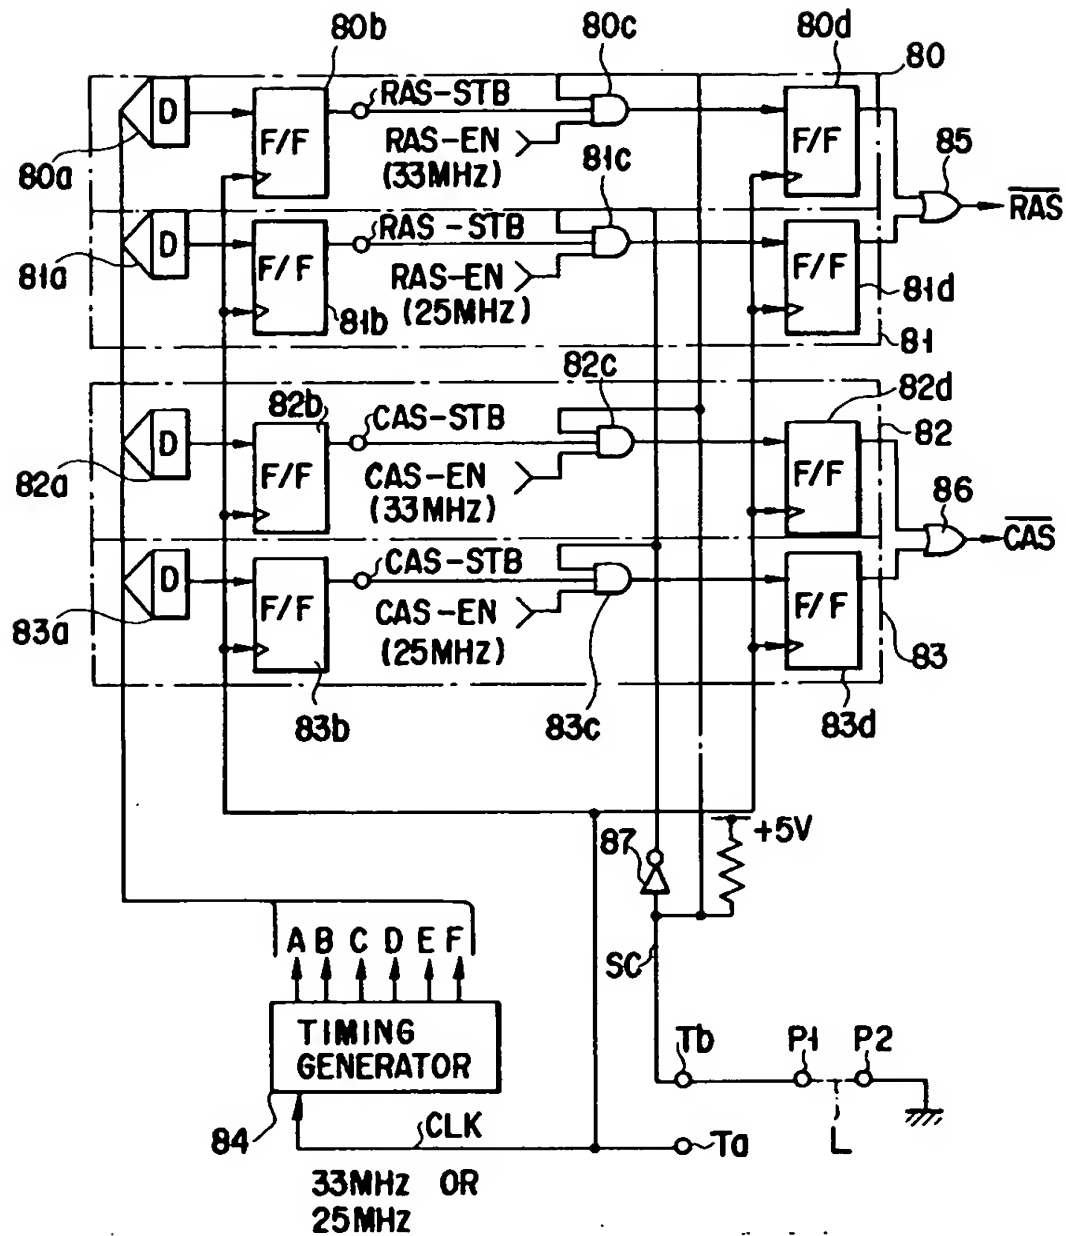 80b
80c
80d
80
D
F/F
RAS-STB
RAS-EN
(33MHz)
F/F
85
RAS
80a
81c
D
F/F
RAS-STB
RAS-EN
(25MHz)
F/F
81a
81b
81d
81
82c
82d
82b
D
F/F
CAS-STB
CAS-EN
(33MHz)
F/F
82
82a
86
CAS
D
F/F
CAS-STB
CAS-EN
(25MHz)
F/F
83a
83
83b
83c
83d
+5V
87
A B C D E F
SC
TIMING
GENERATOR
Tb
P1
P2
84
CLK
Ta
L
33MHz OR
25MHz